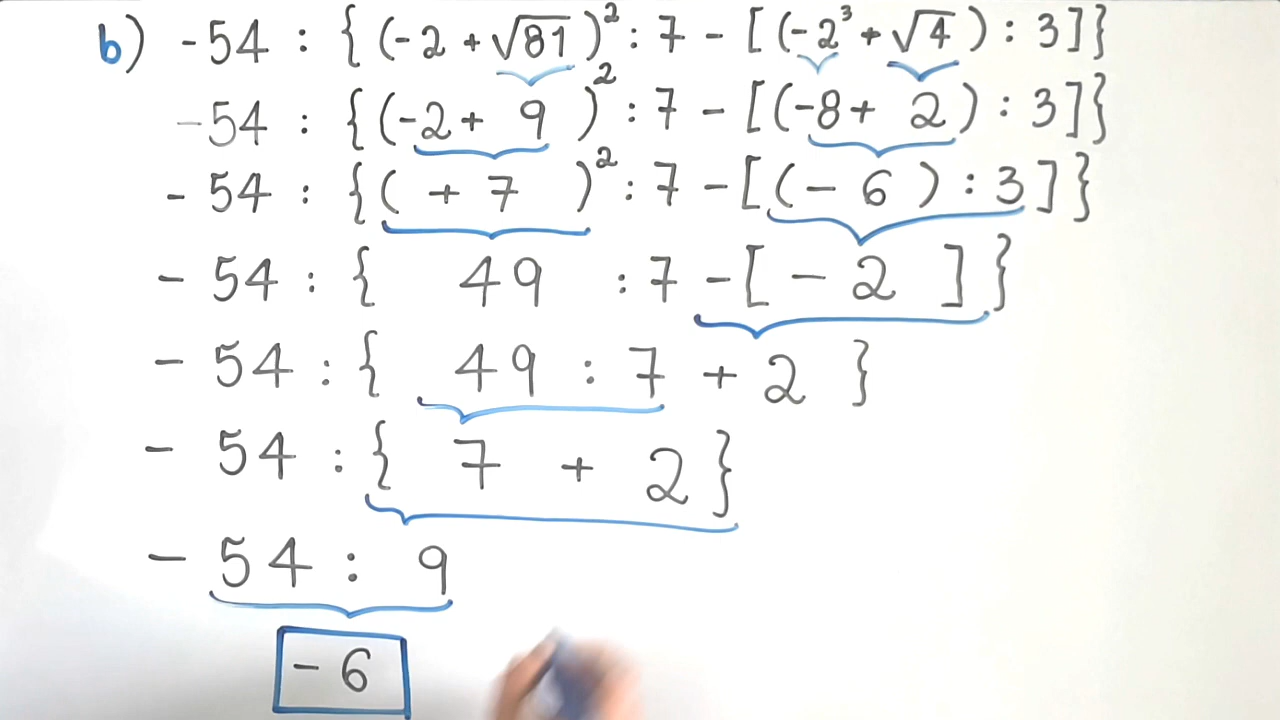 b) -54 : {(-2 + √81)² : 7 - [(-2³ + √4) : 3]}
-54 : {(-2 + 9)² : 7 - [(-8 + 2) : 3]}
-54 : {( + 7 )² : 7 - [(- 6 ) : 3]}
- 54 : { 49 : 7 - [ - 2 ] }
- 54 : { 49 : 7 + 2 }
- 54 : { 7 + 2 }
- 54 : 9
- 6